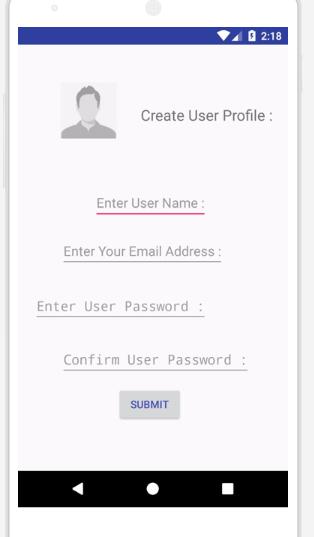 2:18
Create User Profile :
Enter User Name :
Enter Your Email Address :
Enter User Password :
Confirm User Password :
SUBMIT